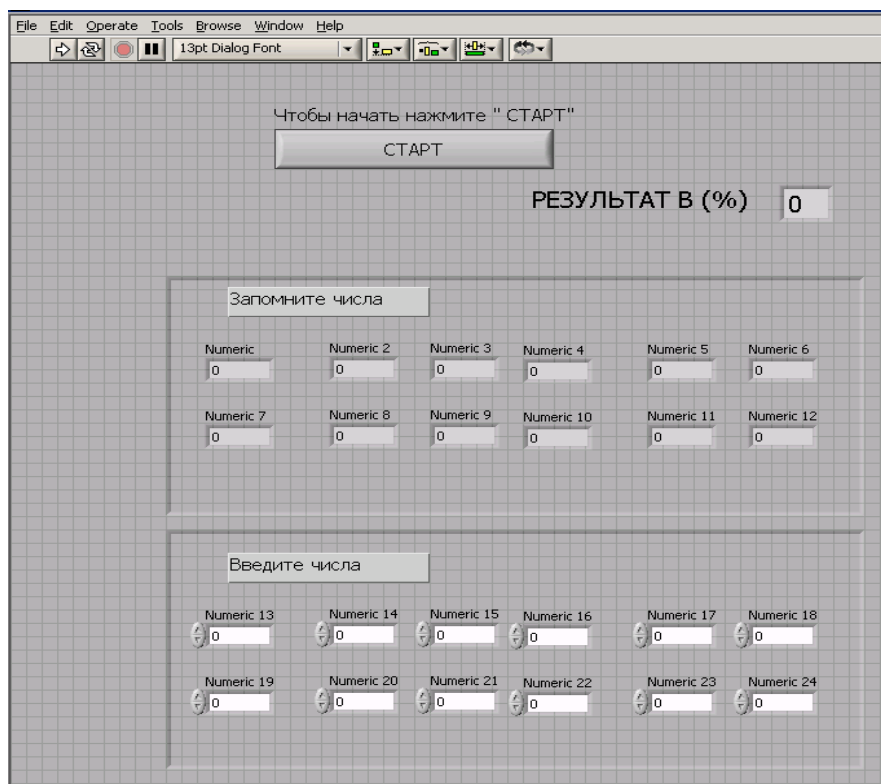 File Edit Operate Tools Browse Window Help
13pt Dialog Font
Чтобы начать нажмите " СТАРТ"
СТАРТ
РЕЗУЛЬТАТ В (%) 0
Запомните числа
Numeric Numeric 2 Numeric 3 Numeric 4 Numeric 5 Numeric 6
0 0 0 0 0 0
Numeric 7 Numeric 8 Numeric 9 Numeric 10 Numeric 11 Numeric 12
0 0 0 0 0 0
Введите числа
Numeric 13 Numeric 14 Numeric 15 Numeric 16 Numeric 17 Numeric 18
0 0 0 0 0 0
Numeric 19 Numeric 20 Numeric 21 Numeric 22 Numeric 23 Numeric 24
0 0 0 0 0 0